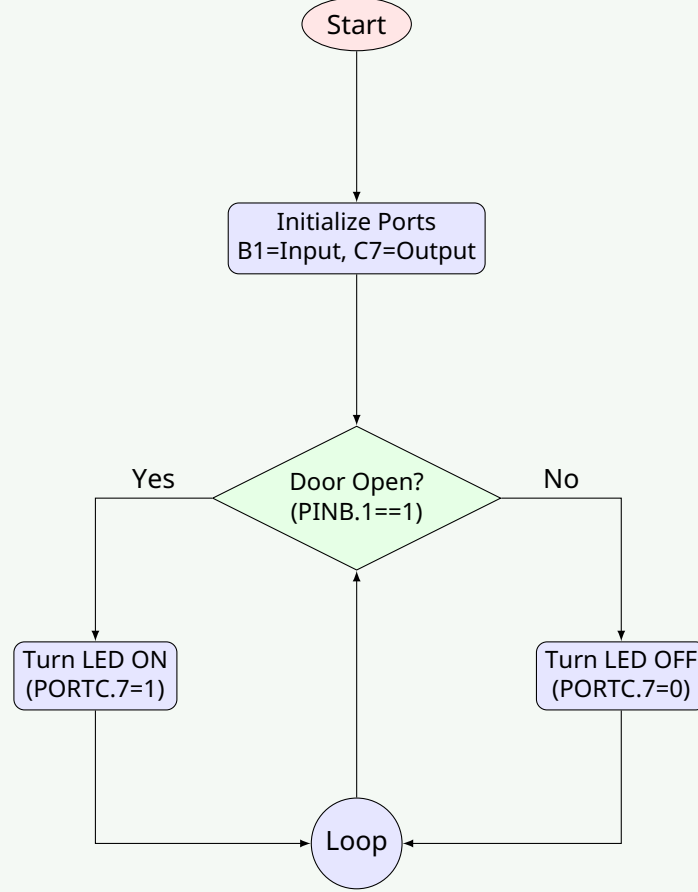 Start
Initialize Ports
B1=Input, C7=Output
Door Open?
(PINB.1==1)
Yes
No
Turn LED ON
(PORTC.7=1)
Turn LED OFF
(PORTC.7=0)
Loop